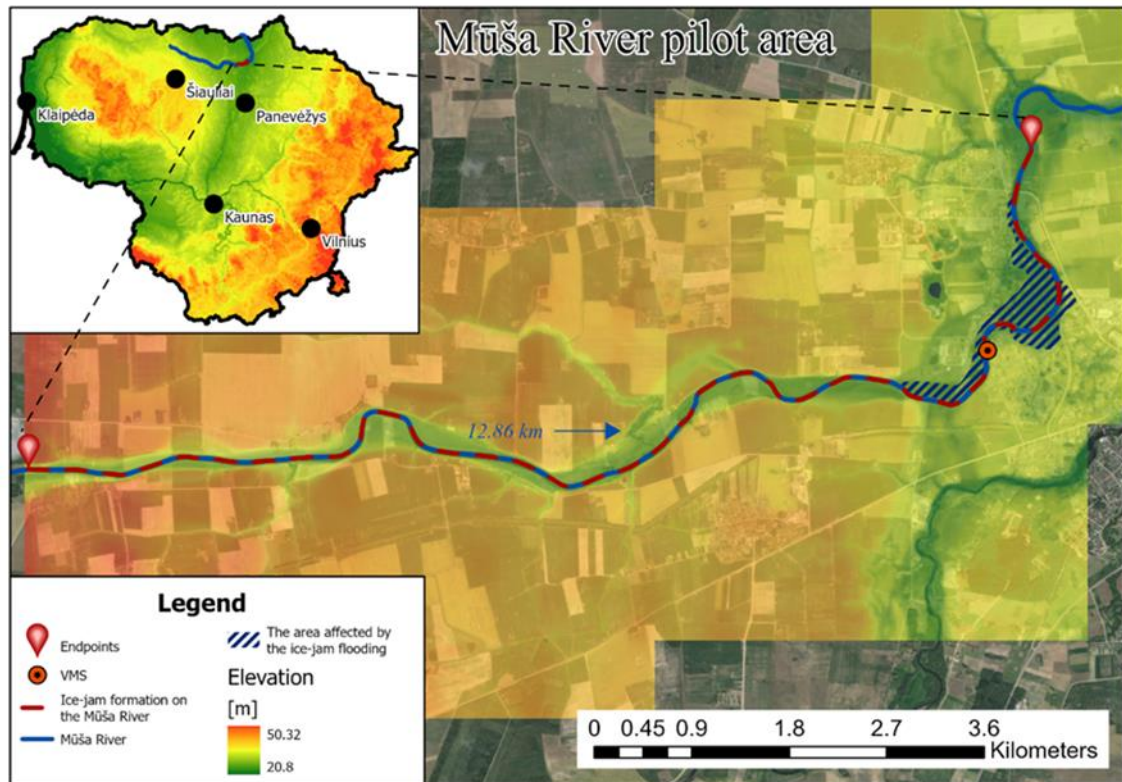 Mūša River pilot area
Šiauliai
Klaipėda
Panevėžys
Kaunas
Vilnius
12.86 km
Legend
Endpoints
VMS
Ice-jam formation on
the Mūša River
Mūša River
The area affected by
the ice-jam flooding
Elevation
[m]
50.32
20.8
0 0.45 0.9 1.8 2.7 3.6
Kilometers